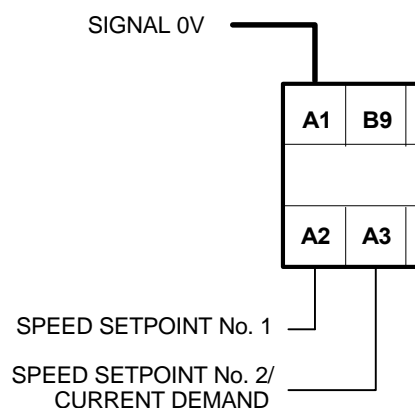 SIGNAL 0V
A1 B9
A2 A3
SPEED SETPOINT No. 1
SPEED SETPOINT No. 2/
CURRENT DEMAND